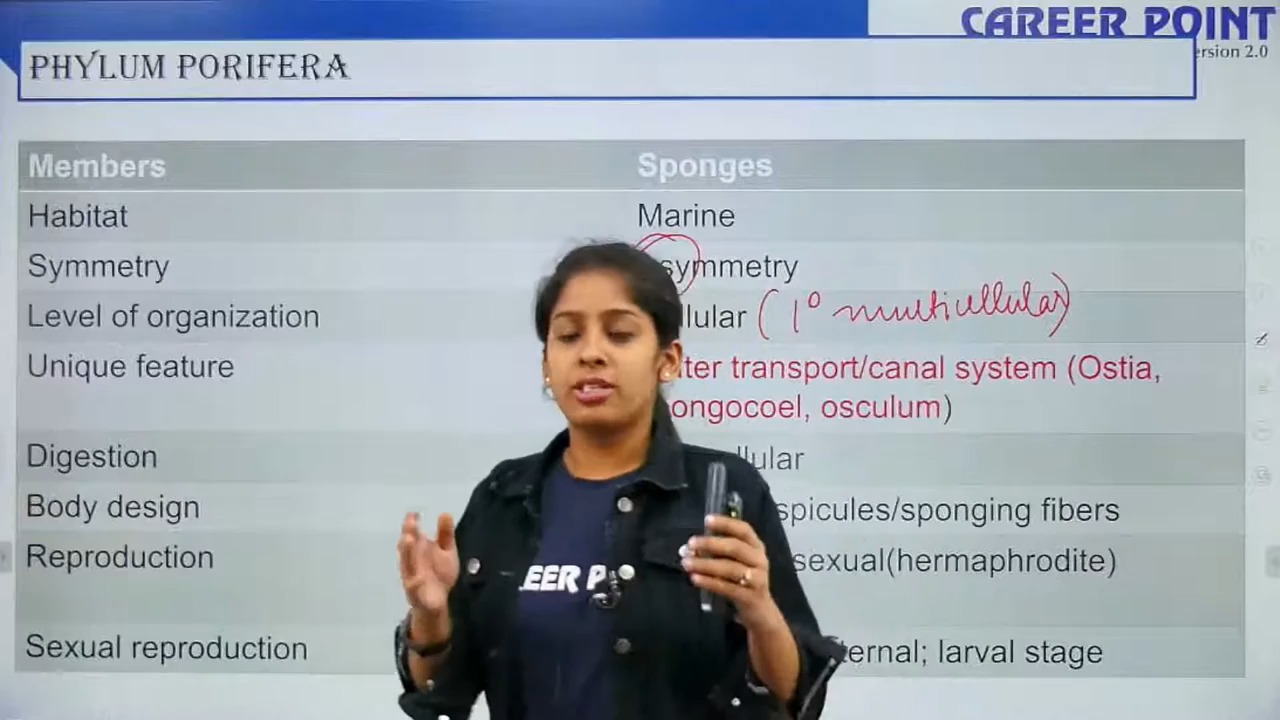 CAREER POINT
ersion 2.0
PHYLUM PORIFERA
Members Sponges
Habitat Marine
Symmetry symmetry
Level of organization llular (1° multicellular)
Unique feature ter transport/canal system (Ostia,
ongocoel, osculum)
Digestion llular
Body design spicules/sponging fibers
Reproduction sexual(hermaphrodite)
Sexual reproduction ternal; larval stage
EER P